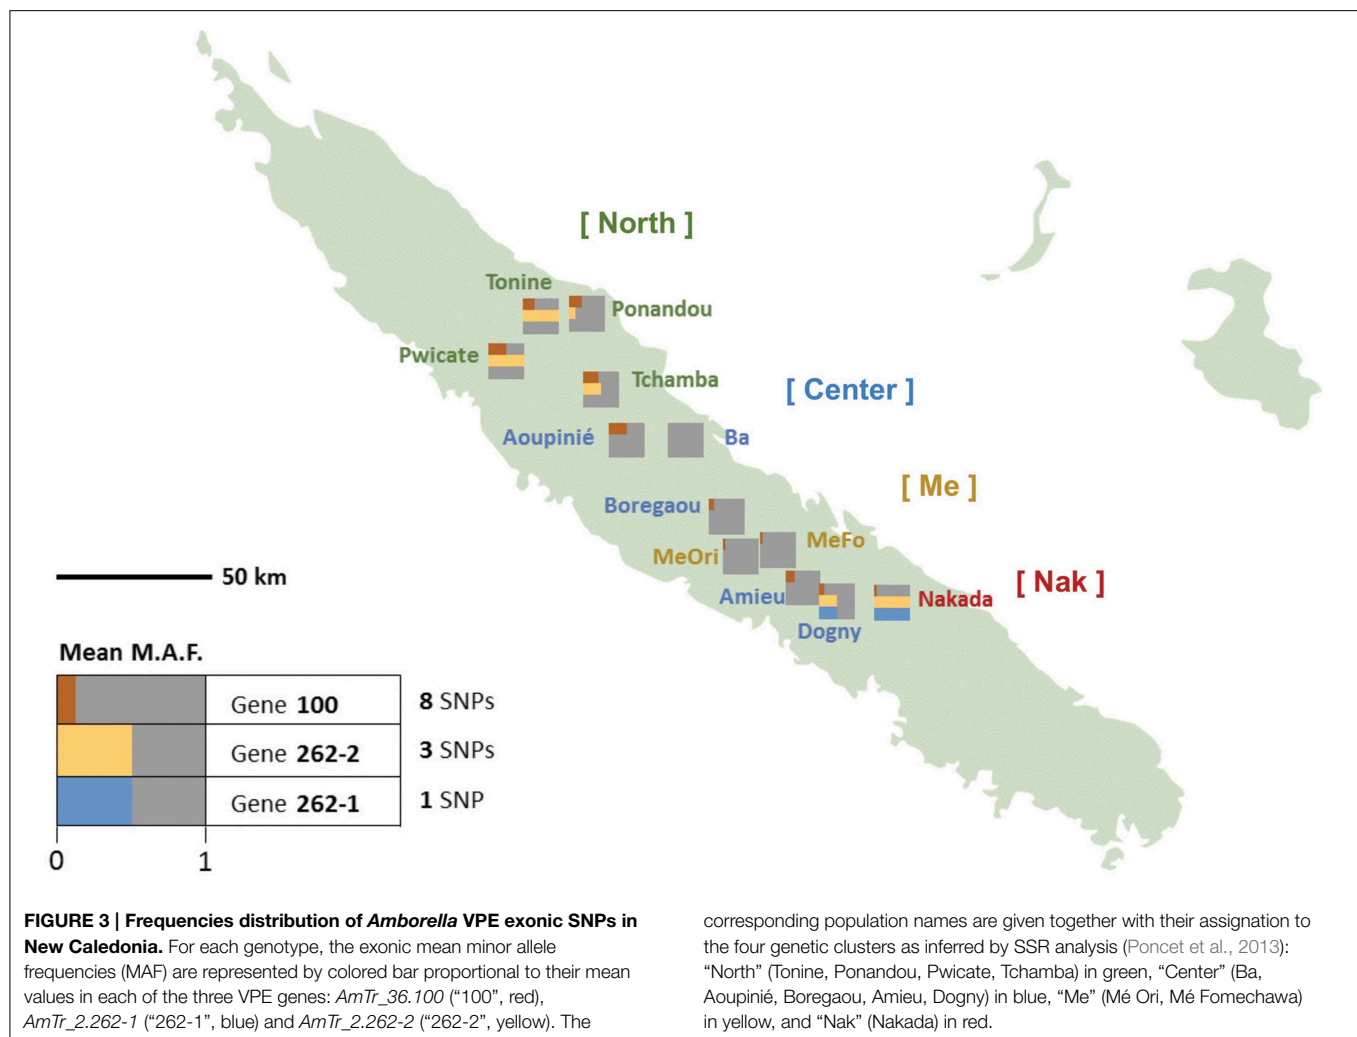 [ North ]
Tonine
Ponandou
Pwicate
Tchamba
[ Center ]
Aoupinié
Ba
[ Me ]
Boregaou
MeOri
MeFo
[ Nak ]
Amieu
Nakada
Dogny
50 km
Mean M.A.F.
Gene 100 8 SNPs
Gene 262-2 3 SNPs
Gene 262-1 1 SNP
0 1
FIGURE 3 | Frequencies distribution of Amborella VPE exonic SNPs in
New Caledonia. For each genotype, the exonic mean minor allele
frequencies (MAF) are represented by colored bar proportional to their mean
values in each of the three VPE genes: AmTr_36.100 (“100”, red),
AmTr_2.262-1 (“262-1”, blue) and AmTr_2.262-2 (“262-2”, yellow). The
corresponding population names are given together with their assignation to
the four genetic clusters as inferred by SSR analysis (Poncet et al., 2013):
“North” (Tonine, Ponandou, Pwicate, Tchamba) in green, “Center” (Ba,
Aoupinié, Boregaou, Amieu, Dogny) in blue, “Me” (Mé Ori, Mé Fomechawa)
in yellow, and “Nak” (Nakada) in red.